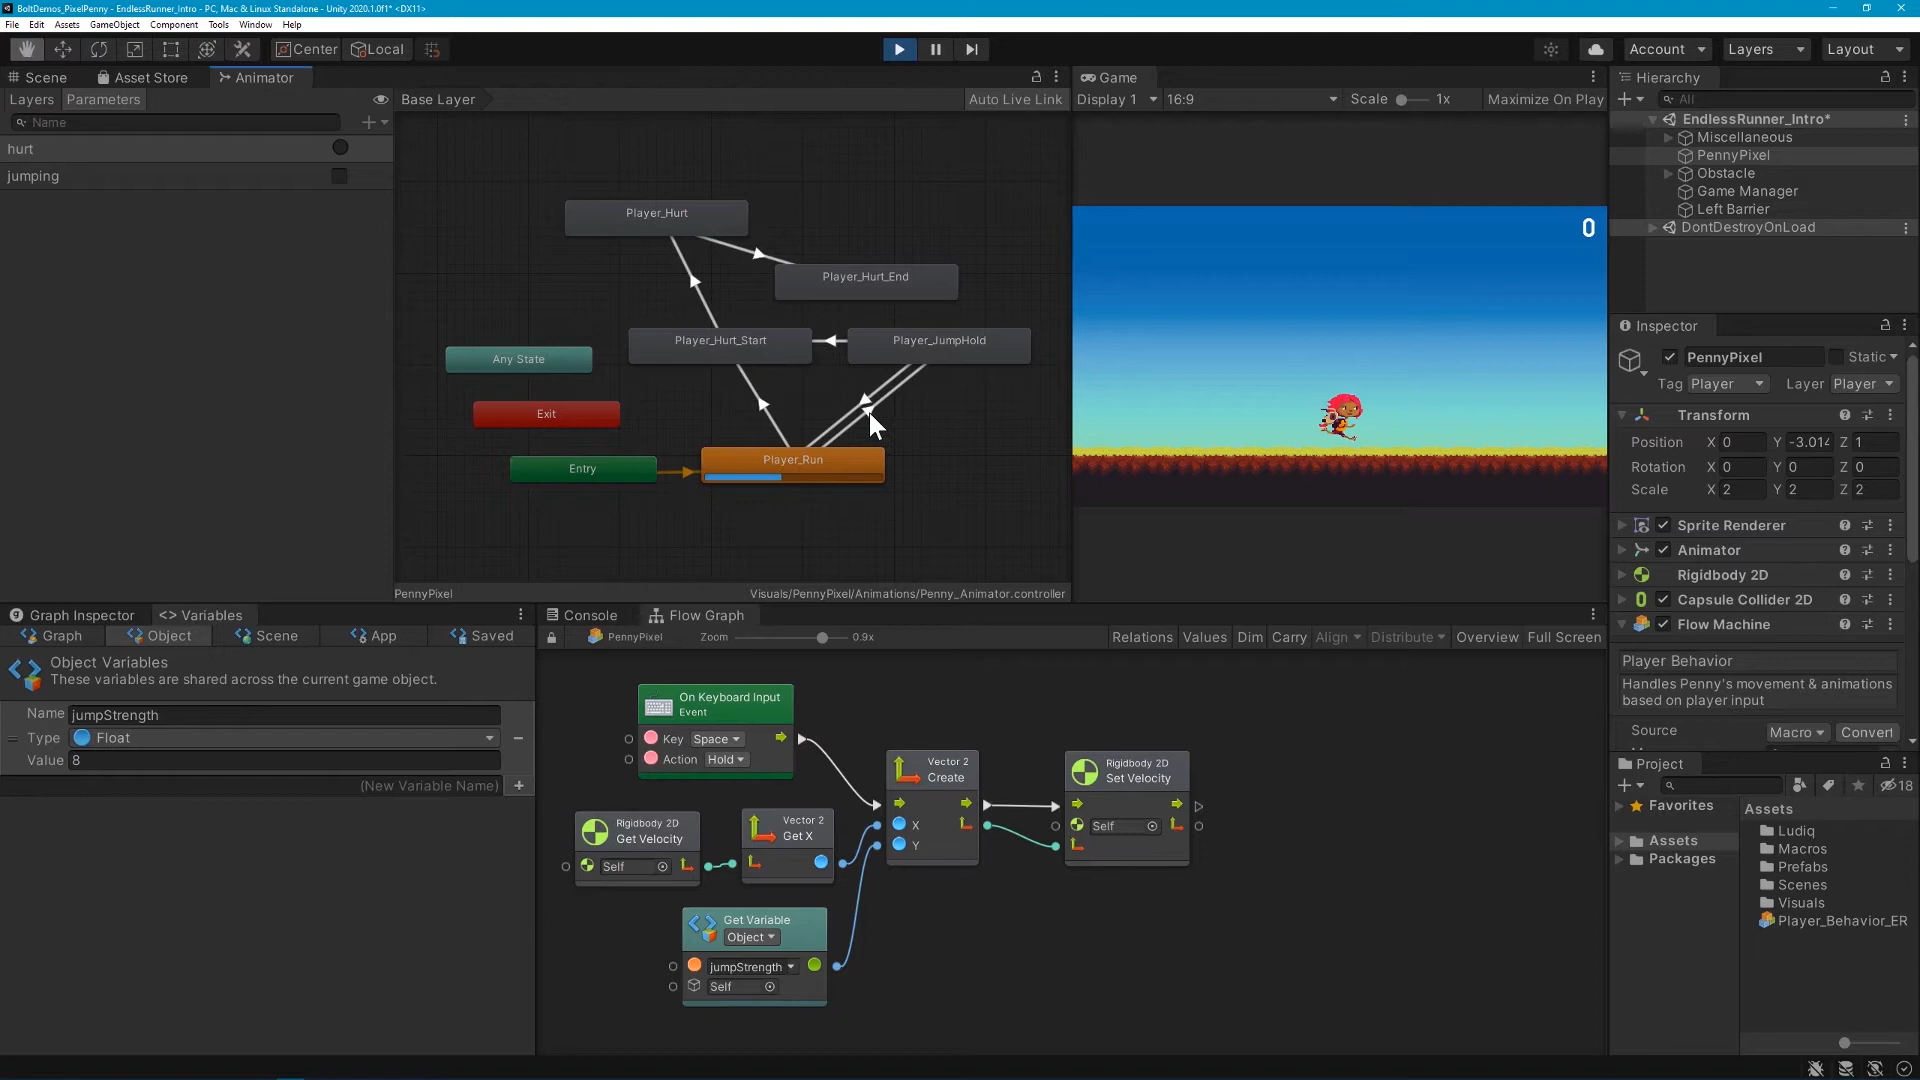 BoltDemos_PixelPenny - EndlessRunner_Intro - PC, Mac & Linux Standalone - Unity 2020.1.0f1* <DX11>
File Edit Assets GameObject Component Tools Bolt Window Help
Center Local Account Layers Layout
Scene Asset Store Animator
Layers Parameters
Base Layer Auto Live Link
Name
hurt
jumping
Player_Hurt
Player_Hurt_End
Player_Hurt_Start
Player_JumpHold
Any State
Exit
Entry
Player_Run
PennyPixel Visuals/PennyPixel/Animations/Penny_Animator.controller
Game
Display 1 16:9 Scale 1x Maximize On Play
0
Hierarchy
All
EndlessRunner_Intro*
Miscellaneous
PennyPixel
Obstacle
Game Manager
Left Barrier
DontDestroyOnLoad
Inspector
PennyPixel Static
Tag Player Layer Player
Transform
Position X 0 Y -3.014 Z 1
Rotation X 0 Y 0 Z 0
Scale X 2 Y 2 Z 2
Sprite Renderer
Animator
Rigidbody 2D
Capsule Collider 2D
Flow Machine
Player Behavior
Handles Penny's movement & animations
based on player input
Source Macro Convert
Graph Inspector <> Variables
Graph Object Scene App Saved
Object Variables
These variables are shared across the current game object.
Name jumpStrength
Type Float
Value 8
(New Variable Name)
Console Flow Graph
PennyPixel Zoom 0.9x Relations Values Dim Carry Align Distribute Overview Full Screen
On Keyboard Input
Event
Key Space
Action Hold
Rigidbody 2D
Get Velocity
Self
Vector 2
Get X
Vector 2
Create
X
Y
Rigidbody 2D
Set Velocity
Self
Get Variable
Object
jumpStrength
Self
Project
18
Favorites
Assets
Packages
Assets
Ludiq
Macros
Prefabs
Scenes
Visuals
Player_Behavior_ER